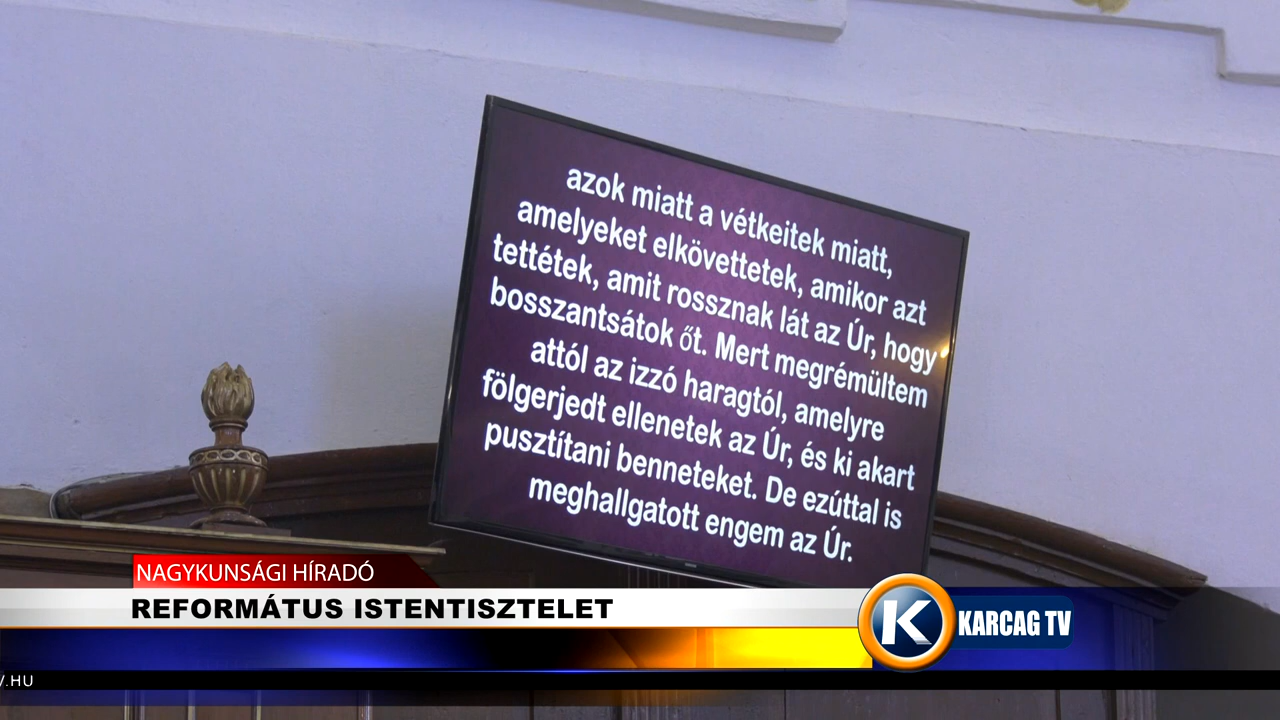 azok miatt a vétkeitek miatt,
amelyeket elkövettetek, amikor azt
tettétek, amit rossznak lát az Úr, hogy
bosszantsátok őt. Mert megrémültem
attól az izzó haragtól, amelyre
fölgerjedt ellenetek az Úr, és ki akart
pusztítani benneteket. De ezúttal is
meghallgatott engem az Úr.
NAGYKUNSÁGI HÍRADÓ
REFORMÁTUS ISTENTISZTELET
K KARCAG TV
V.HU